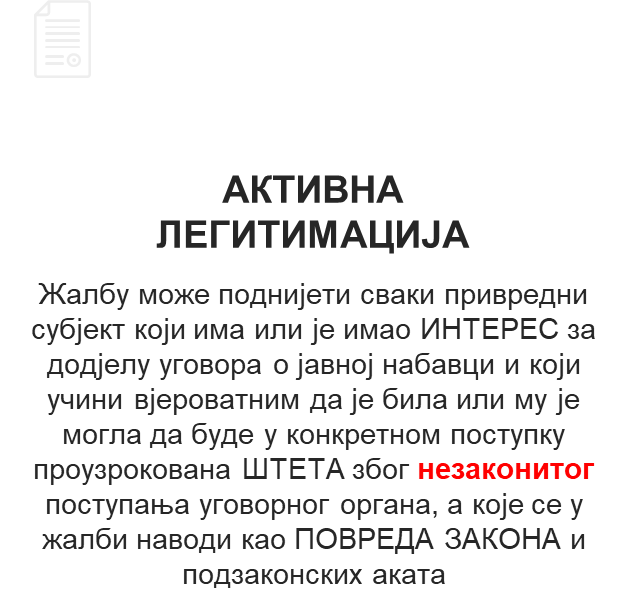 АКТИВНА
ЛЕГИТИМАЦИЈА
Жалбу може поднијети сваки привредни
субјект који има или је имао ИНТЕРЕС за
додјелу уговора о јавној набавци и који
учини вјероватним да је била или му је
могла да буде у конкретном поступку
проузрокована ШТЕТА због незаконитог
поступања уговорног органа, а које се у
жалби наводи као ПОВРЕДА ЗАКОНА и
подзаконских аката